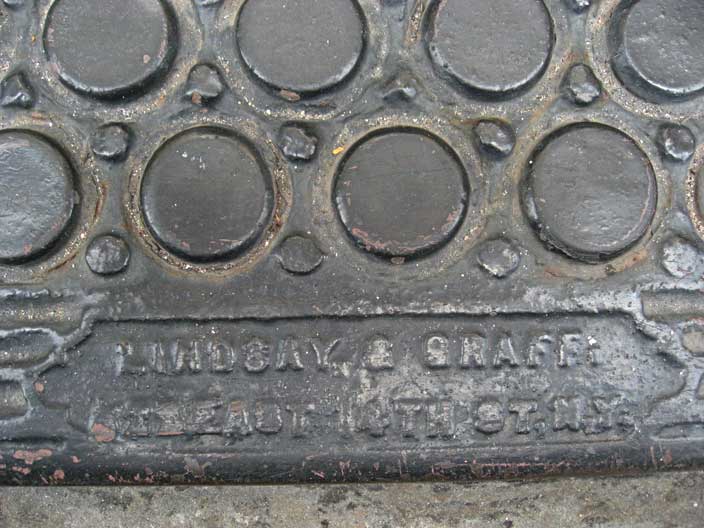 LINDSAY & GRAFF.
EAST 14TH ST. N.Y.